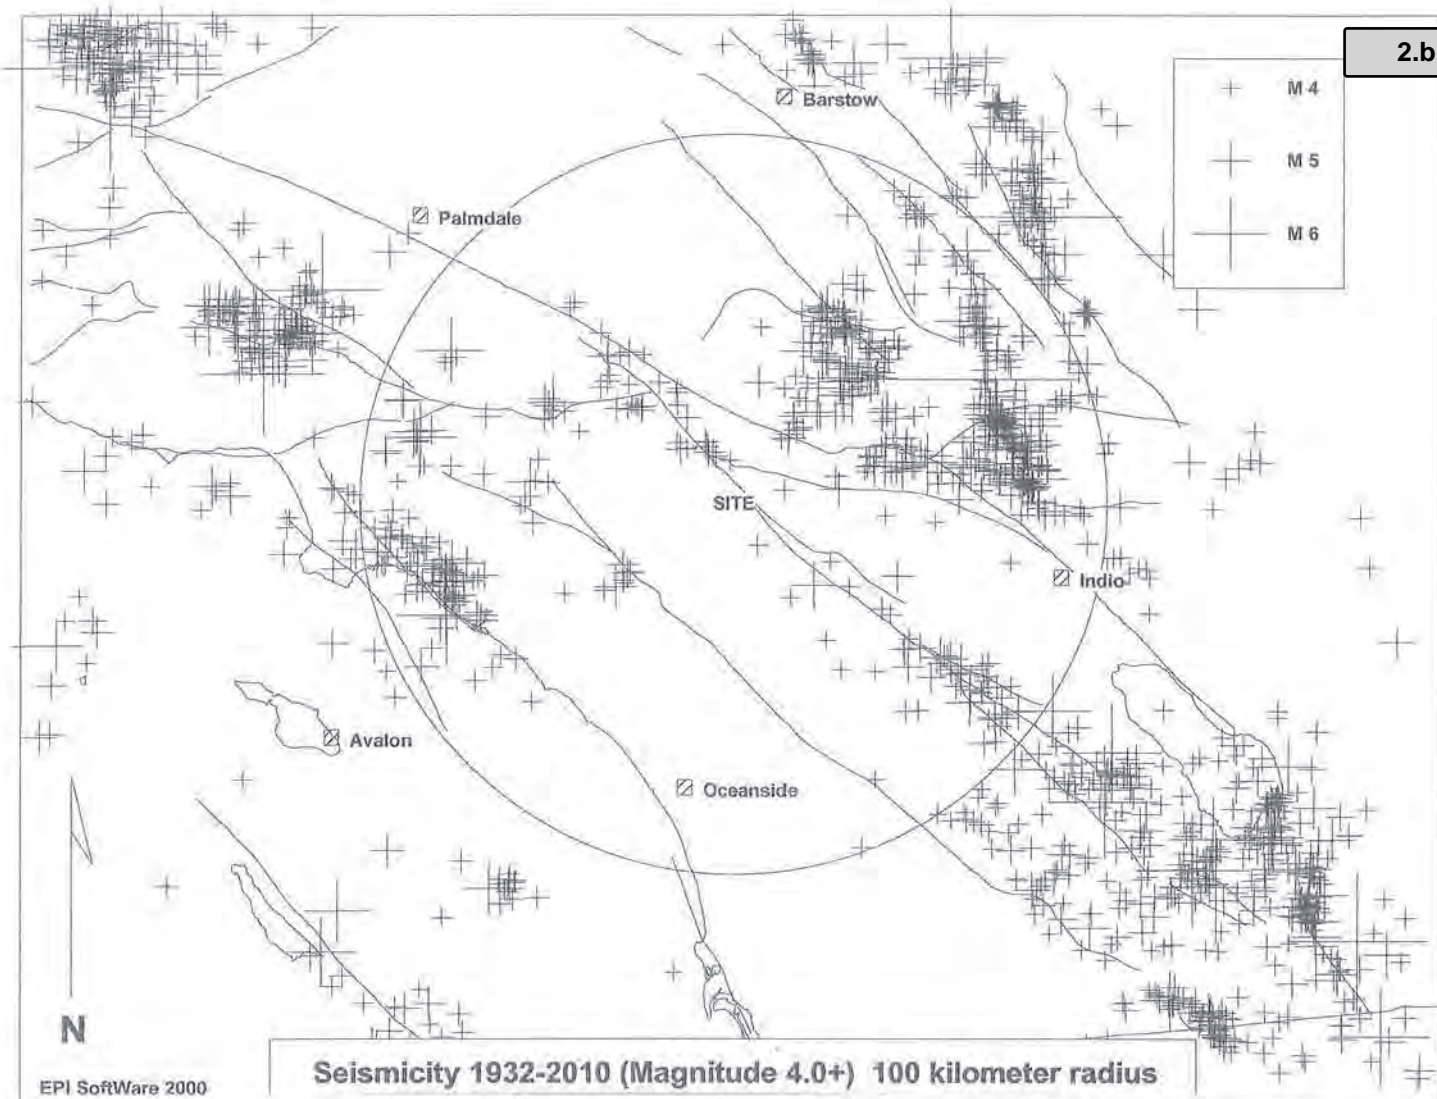 2.b
M 4
Barstow
M 5
Palmdale
M 6
SITE
Indio
Avalon
Oceanside
N
Seismicity 1932-2010 (Magnitude 4.0+) 100 kilometer radius
EPI SoftWare 2000